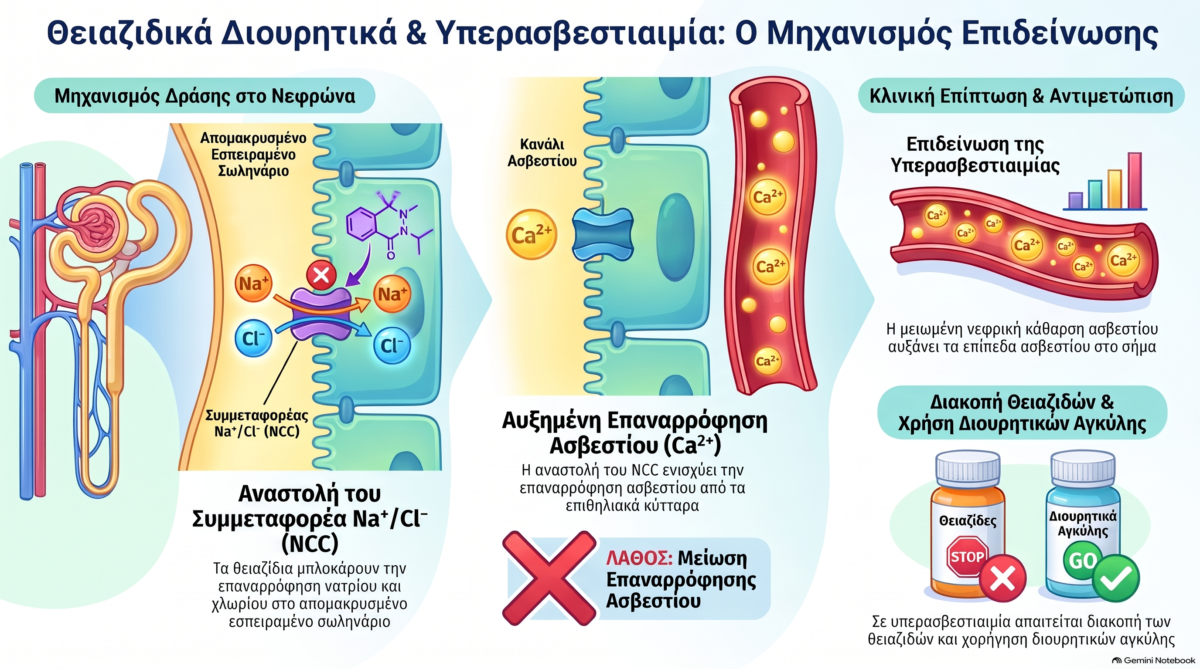 Θειαζιδικά Διουρητικά & Υπερασβεστιαιμία: Ο Μηχανισμός Επιδείνωσης
Μηχανισμός Δράσης στο Νεφρώνα
Απομακρυσμένο
Εσπειραμένο
Σωληνάριο
Na⁺
Na⁺
Cl⁻
Cl⁻
Συμμεταφορέας
Na⁺/Cl⁻ (NCC)
Αναστολή του
Συμμεταφορέα Na⁺/Cl⁻
(NCC)
Τα θειαζίδια μπλοκάρουν την
επαναρρόφηση νατρίου και
χλωρίου στο απομακρυσμένο
εσπειραμένο σωληνάριο
Κανάλι
Ασβεστίου
Ca²⁺
Ca²⁺
Ca²⁺
Ca²⁺
Αυξημένη Επαναρρόφηση
Ασβεστίου (Ca²⁺)
Η αναστολή του NCC ενισχύει την
επαναρρόφηση ασβεστίου από τα
επιθηλιακά κύτταρα
ΛΑΘΟΣ: Μείωση
Επαναρρόφησης
Ασβεστίου
Κλινική Επίπτωση & Αντιμετώπιση
Επιδείνωση της
Υπερασβεστιαιμίας
Ca²⁺
Ca²⁺
Ca²⁺
Ca²⁺
Ca²⁺
Ca²⁺
Ca²⁺
Η μειωμένη νεφρική κάθαρση ασβεστίου
αυξάνει τα επίπεδα ασβεστίου στο σήμα
Διακοπή Θειαζιδών &
Χρήση Διουρητικών Αγκύλης
Θειαζίδες
STOP
Διουρητικά
Αγκύλης
GO
Σε υπερασβεστιαιμία απαιτείται διακοπή των
θειαζιδών και χορήγηση διουρητικών αγκύλης
Gemini Notebook